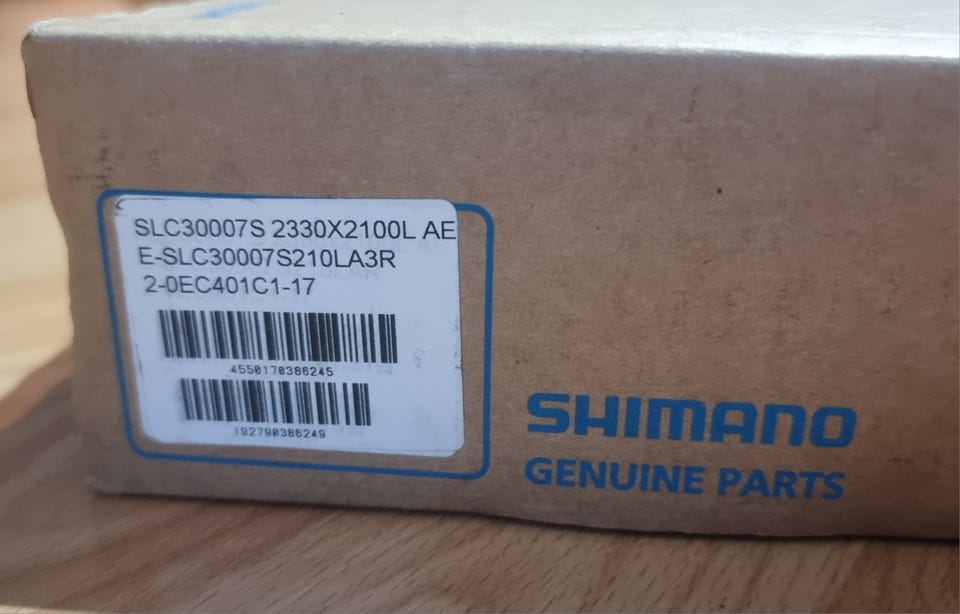 SLC30007S 2330X2100L AE
E-SLC30007S210LA3R
2-0EC401C1-17
4550170386245
192790386249
SHIMANO
GENUINE PARTS